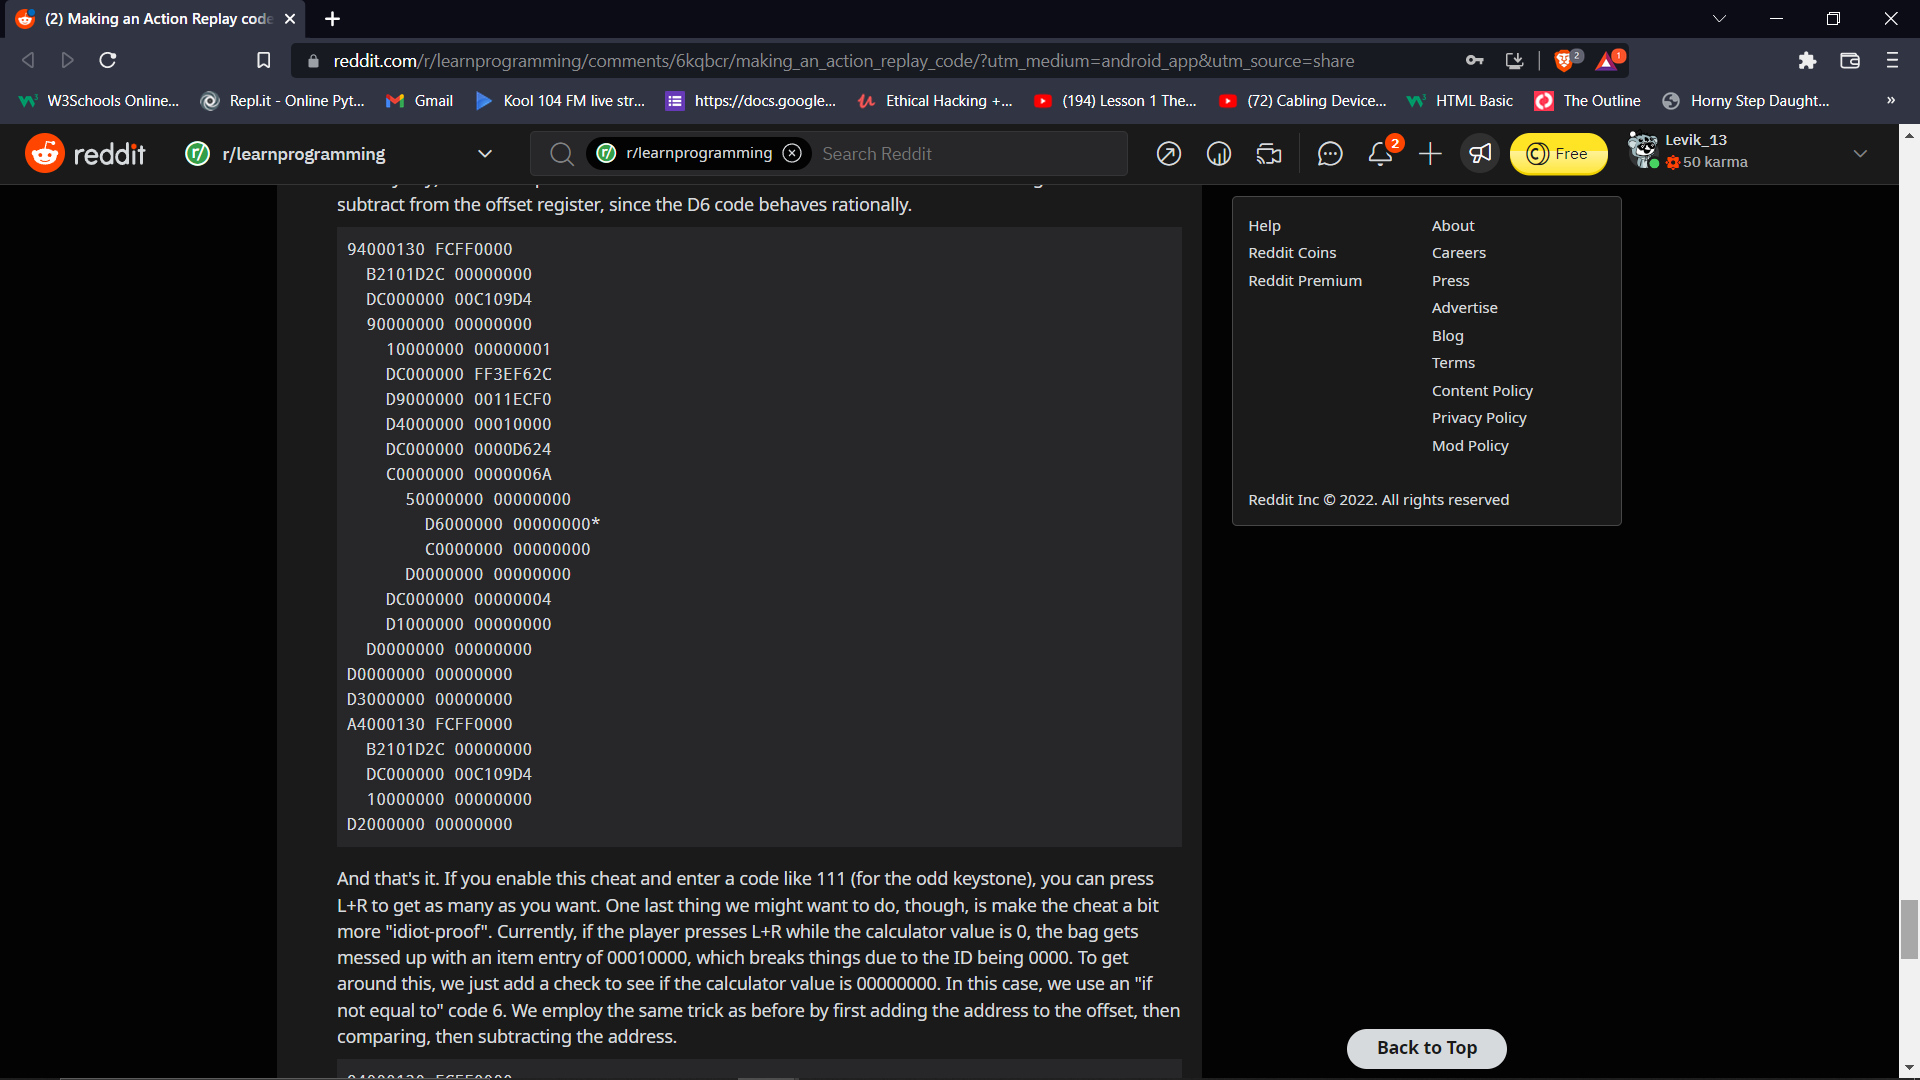 (2) Making an Action Replay code
reddit.com/r/learnprogramming/comments/6kqbcr/making_an_action_replay_code/?utm_medium=android_app&utm_source=share
2
1
W3Schools Online...
Repl.it - Online Pyt...
Gmail
Kool 104 FM live str...
https://docs.google...
Ethical Hacking +...
(194) Lesson 1 The...
(72) Cabling Device...
HTML Basic
The Outline
Horny Step Daught...
»
reddit
r/learnprogramming
r/learnprogramming
Search Reddit
2
Free
Levik_13
50 karma
subtract from the offset register, since the D6 code behaves rationally.
94000130 FCFF0000
B2101D2C 00000000
DC000000 00C109D4
90000000 00000000
10000000 00000001
DC000000 FF3EF62C
D9000000 0011ECF0
D4000000 00010000
DC000000 0000D624
C0000000 0000006A
50000000 00000000
D6000000 00000000*
C0000000 00000000
D0000000 00000000
DC000000 00000004
D1000000 00000000
D0000000 00000000
D0000000 00000000
D3000000 00000000
A4000130 FCFF0000
B2101D2C 00000000
DC000000 00C109D4
10000000 00000000
D2000000 00000000
And that's it. If you enable this cheat and enter a code like 111 (for the odd keystone), you can press
L+R to get as many as you want. One last thing we might want to do, though, is make the cheat a bit
more "idiot-proof". Currently, if the player presses L+R while the calculator value is 0, the bag gets
messed up with an item entry of 00010000, which breaks things due to the ID being 0000. To get
around this, we just add a check to see if the calculator value is 00000000. In this case, we use an "if
not equal to" code 6. We employ the same trick as before by first adding the address to the offset, then
comparing, then subtracting the address.
Help
Reddit Coins
Reddit Premium
About
Careers
Press
Advertise
Blog
Terms
Content Policy
Privacy Policy
Mod Policy
Reddit Inc © 2022. All rights reserved
Back to Top